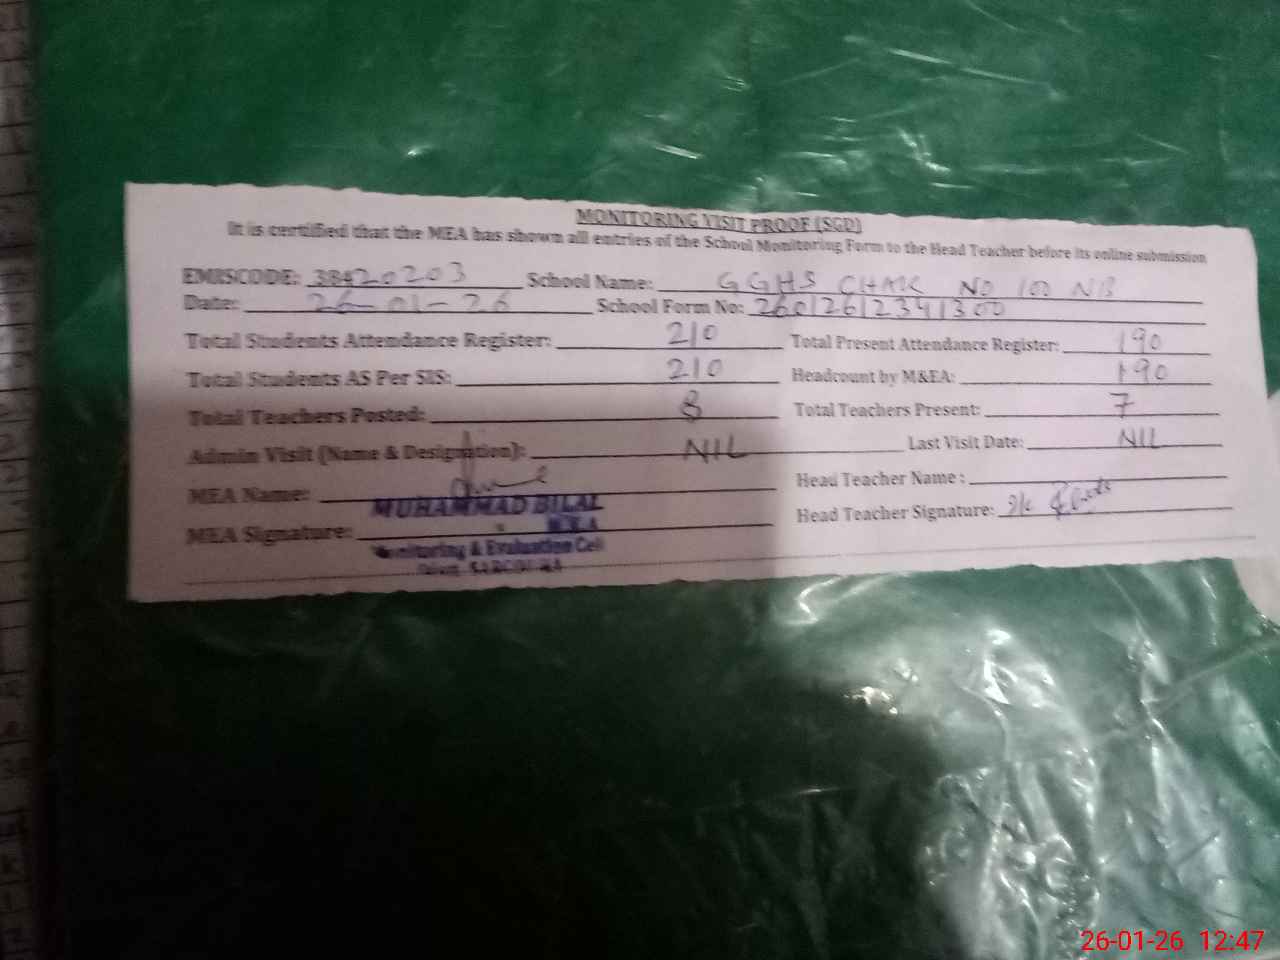 MONITORING VISIT PROOF (SGD)
It is certified that the MEA has shown all entries of the School Monitoring Form to the Head Teacher before its online submission
EMISCODE: 38420203 School Name: GGHS CHAK NO 100 NB
Date: 26-01-26 School Form No: 26012612341300
Total Students Attendance Register: 210 Total Present Attendance Register: 190
Total Students AS Per SIS: 210 Headcount by M&EA: 190
Total Teachers Posted: 8 Total Teachers Present: 7
Admin Visit (Name & Designation): NIL Last Visit Date: NIL
MEA Name: Head Teacher Name :
MUHAMMAD BILAL
MEA Signature: M.E.A Head Teacher Signature:
Monitoring & Evaluation Cell
SARGODHA
26-01-26 12:47